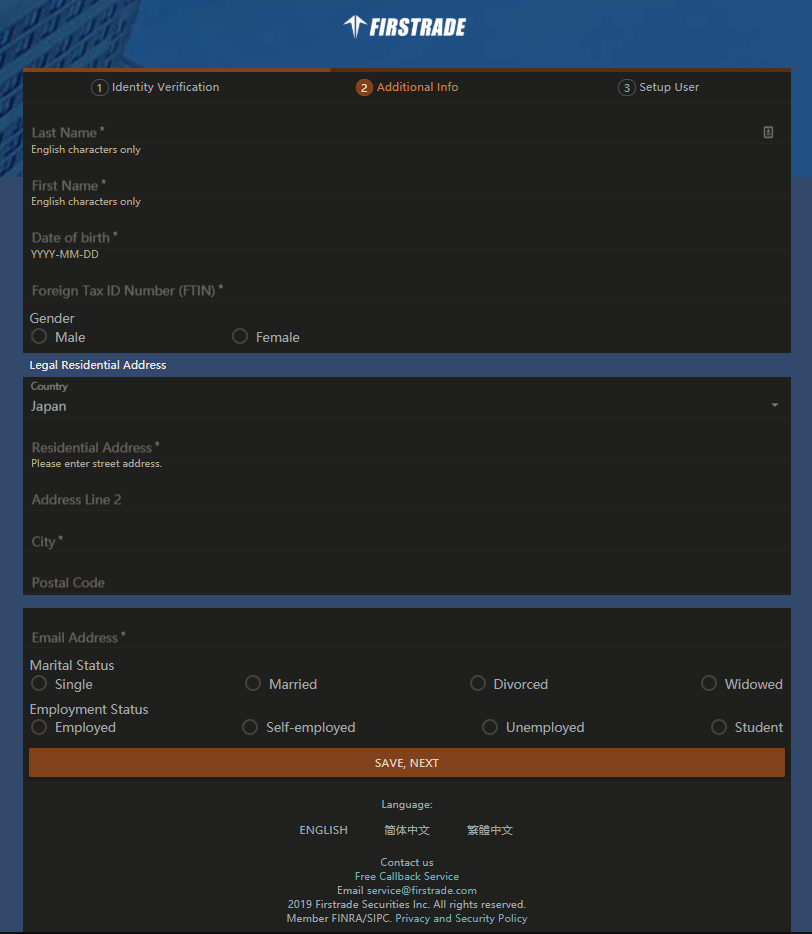 FIRSTRADE
1 Identity Verification 2 Additional Info 3 Setup User
Last Name *
English characters only
First Name *
English characters only
Date of birth *
YYYY-MM-DD
Foreign Tax ID Number (FTIN) *
Gender
Male Female
Legal Residential Address
Country
Japan
Residential Address *
Please enter street address.
Address Line 2
City *
Postal Code
Email Address *
Marital Status
Single Married Divorced Widowed
Employment Status
Employed Self-employed Unemployed Student
SAVE, NEXT
Language:
ENGLISH 简体中文 繁體中文
Contact us
Free Callback Service
Email service@firstrade.com
2019 Firstrade Securities Inc. All rights reserved.
Member FINRA/SIPC. Privacy and Security Policy